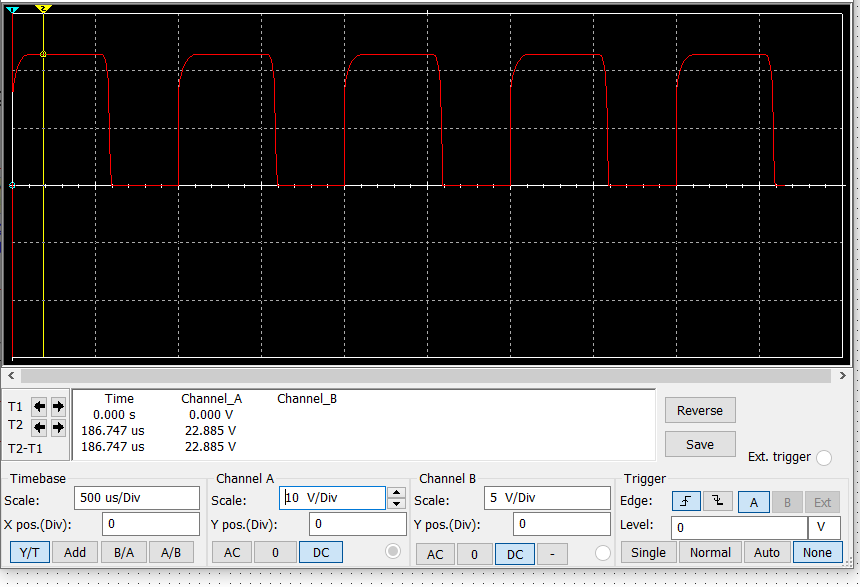 1 2
Time Channel_A Channel_B
T1 0.000 s 0.000 V
T2 186.747 us 22.885 V
T2-T1 186.747 us 22.885 V
Reverse
Save
Ext. trigger
Timebase
Scale: 500 us/Div
X pos.(Div): 0
Y/T Add B/A A/B
Channel A
Scale: 10 V/Div
Y pos.(Div): 0
AC 0 DC
Channel B
Scale: 5 V/Div
Y pos.(Div): 0
AC 0 DC -
Trigger
Edge: A B Ext
Level: 0 V
Single Normal Auto None